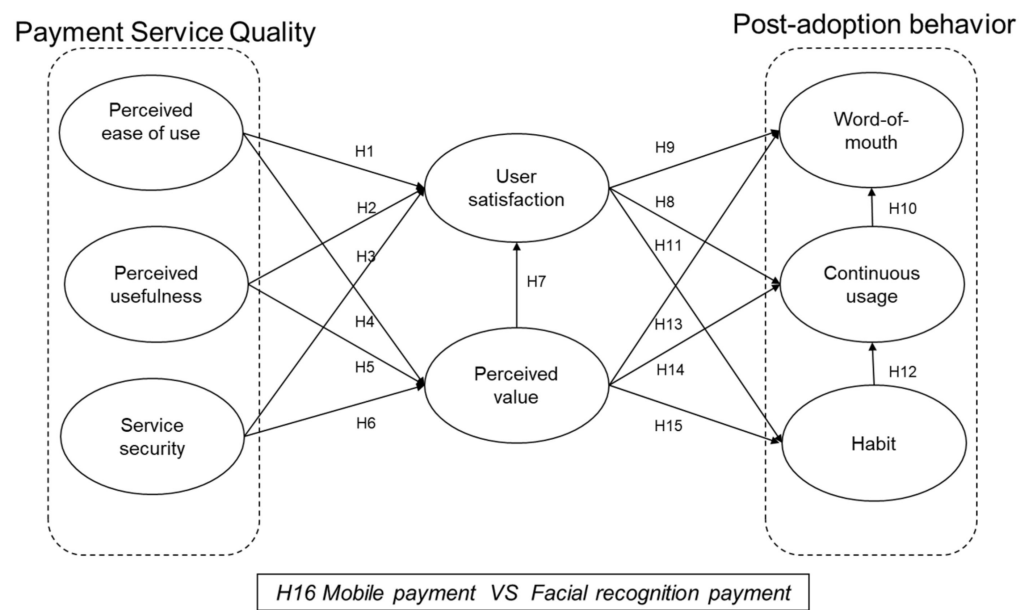 Payment Service Quality
Post-adoption behavior
Perceived
ease of use
Perceived
usefulness
Service
security
H1
H2
H3
H4
H5
H6
User
satisfaction
H7
Perceived
value
H9
H8
H11
H13
H14
H15
Word-of-
mouth
H10
Continuous
usage
H12
Habit
H16 Mobile payment VS Facial recognition payment